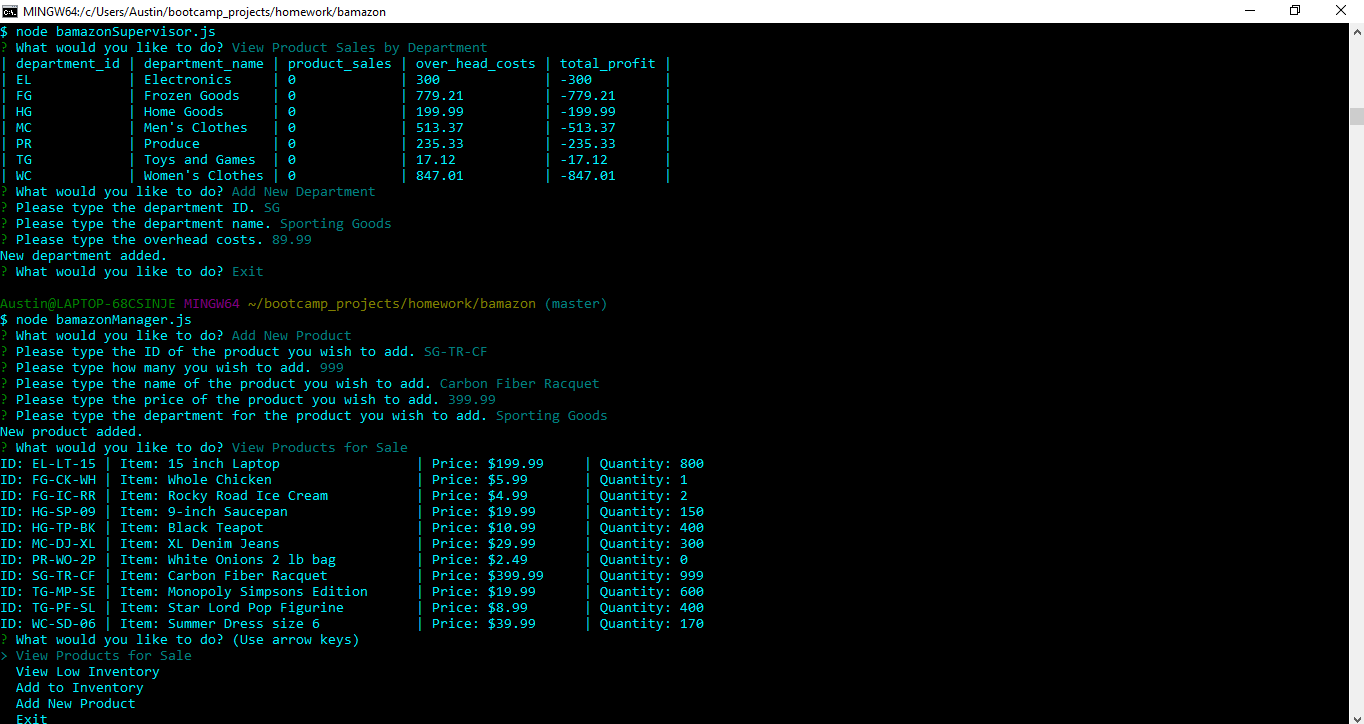 MINGW64:/c/Users/Austin/bootcamp_projects/homework/bamazon
$ node bamazonSupervisor.js
? What would you like to do? View Product Sales by Department
| department_id | department_name | product_sales | over_head_costs | total_profit |
| EL            | Electronics     | 0             | 300             | -300         |
| FG            | Frozen Goods    | 0             | 779.21          | -779.21      |
| HG            | Home Goods      | 0             | 199.99          | -199.99      |
| MC            | Men's Clothes   | 0             | 513.37          | -513.37      |
| PR            | Produce         | 0             | 235.33          | -235.33      |
| TG            | Toys and Games  | 0             | 17.12           | -17.12       |
| WC            | Women's Clothes | 0             | 847.01          | -847.01      |
? What would you like to do? Add New Department
? Please type the department ID. SG
? Please type the department name. Sporting Goods
? Please type the overhead costs. 89.99
New department added.
? What would you like to do? Exit
Austin@LAPTOP-68CSINJE MINGW64 ~/bootcamp_projects/homework/bamazon (master)
$ node bamazonManager.js
? What would you like to do? Add New Product
? Please type the ID of the product you wish to add. SG-TR-CF
? Please type how many you wish to add. 999
? Please type the name of the product you wish to add. Carbon Fiber Racquet
? Please type the price of the product you wish to add. 399.99
? Please type the department for the product you wish to add. Sporting Goods
New product added.
? What would you like to do? View Products for Sale
ID: EL-LT-15 | Item: 15 inch Laptop                 | Price: $199.99     | Quantity: 800
ID: FG-CK-WH | Item: Whole Chicken                  | Price: $5.99       | Quantity: 1
ID: FG-IC-RR | Item: Rocky Road Ice Cream           | Price: $4.99       | Quantity: 2
ID: HG-SP-09 | Item: 9-inch Saucepan                | Price: $19.99      | Quantity: 150
ID: HG-TP-BK | Item: Black Teapot                   | Price: $10.99      | Quantity: 400
ID: MC-DJ-XL | Item: XL Denim Jeans                 | Price: $29.99      | Quantity: 300
ID: PR-WO-2P | Item: White Onions 2 lb bag          | Price: $2.49       | Quantity: 0
ID: SG-TR-CF | Item: Carbon Fiber Racquet           | Price: $399.99     | Quantity: 999
ID: TG-MP-SE | Item: Monopoly Simpsons Edition      | Price: $19.99      | Quantity: 600
ID: TG-PF-SL | Item: Star Lord Pop Figurine         | Price: $8.99       | Quantity: 400
ID: WC-SD-06 | Item: Summer Dress size 6            | Price: $39.99      | Quantity: 170
? What would you like to do? (Use arrow keys)
> View Products for Sale
  View Low Inventory
  Add to Inventory
  Add New Product
  Exit